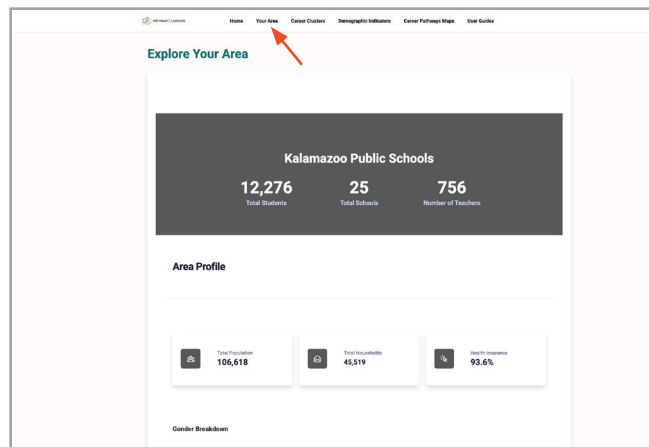 Home Your Area Career Clusters Demographic Indicators Career Pathways Maps User Guides
Explore Your Area
Kalamazoo Public Schools
12,276 25 756
Total Students Total Schools Number of Teachers
Area Profile
Total Population Total Households Health Insurance
106,618 45,519 93.6%
Gender Breakdown